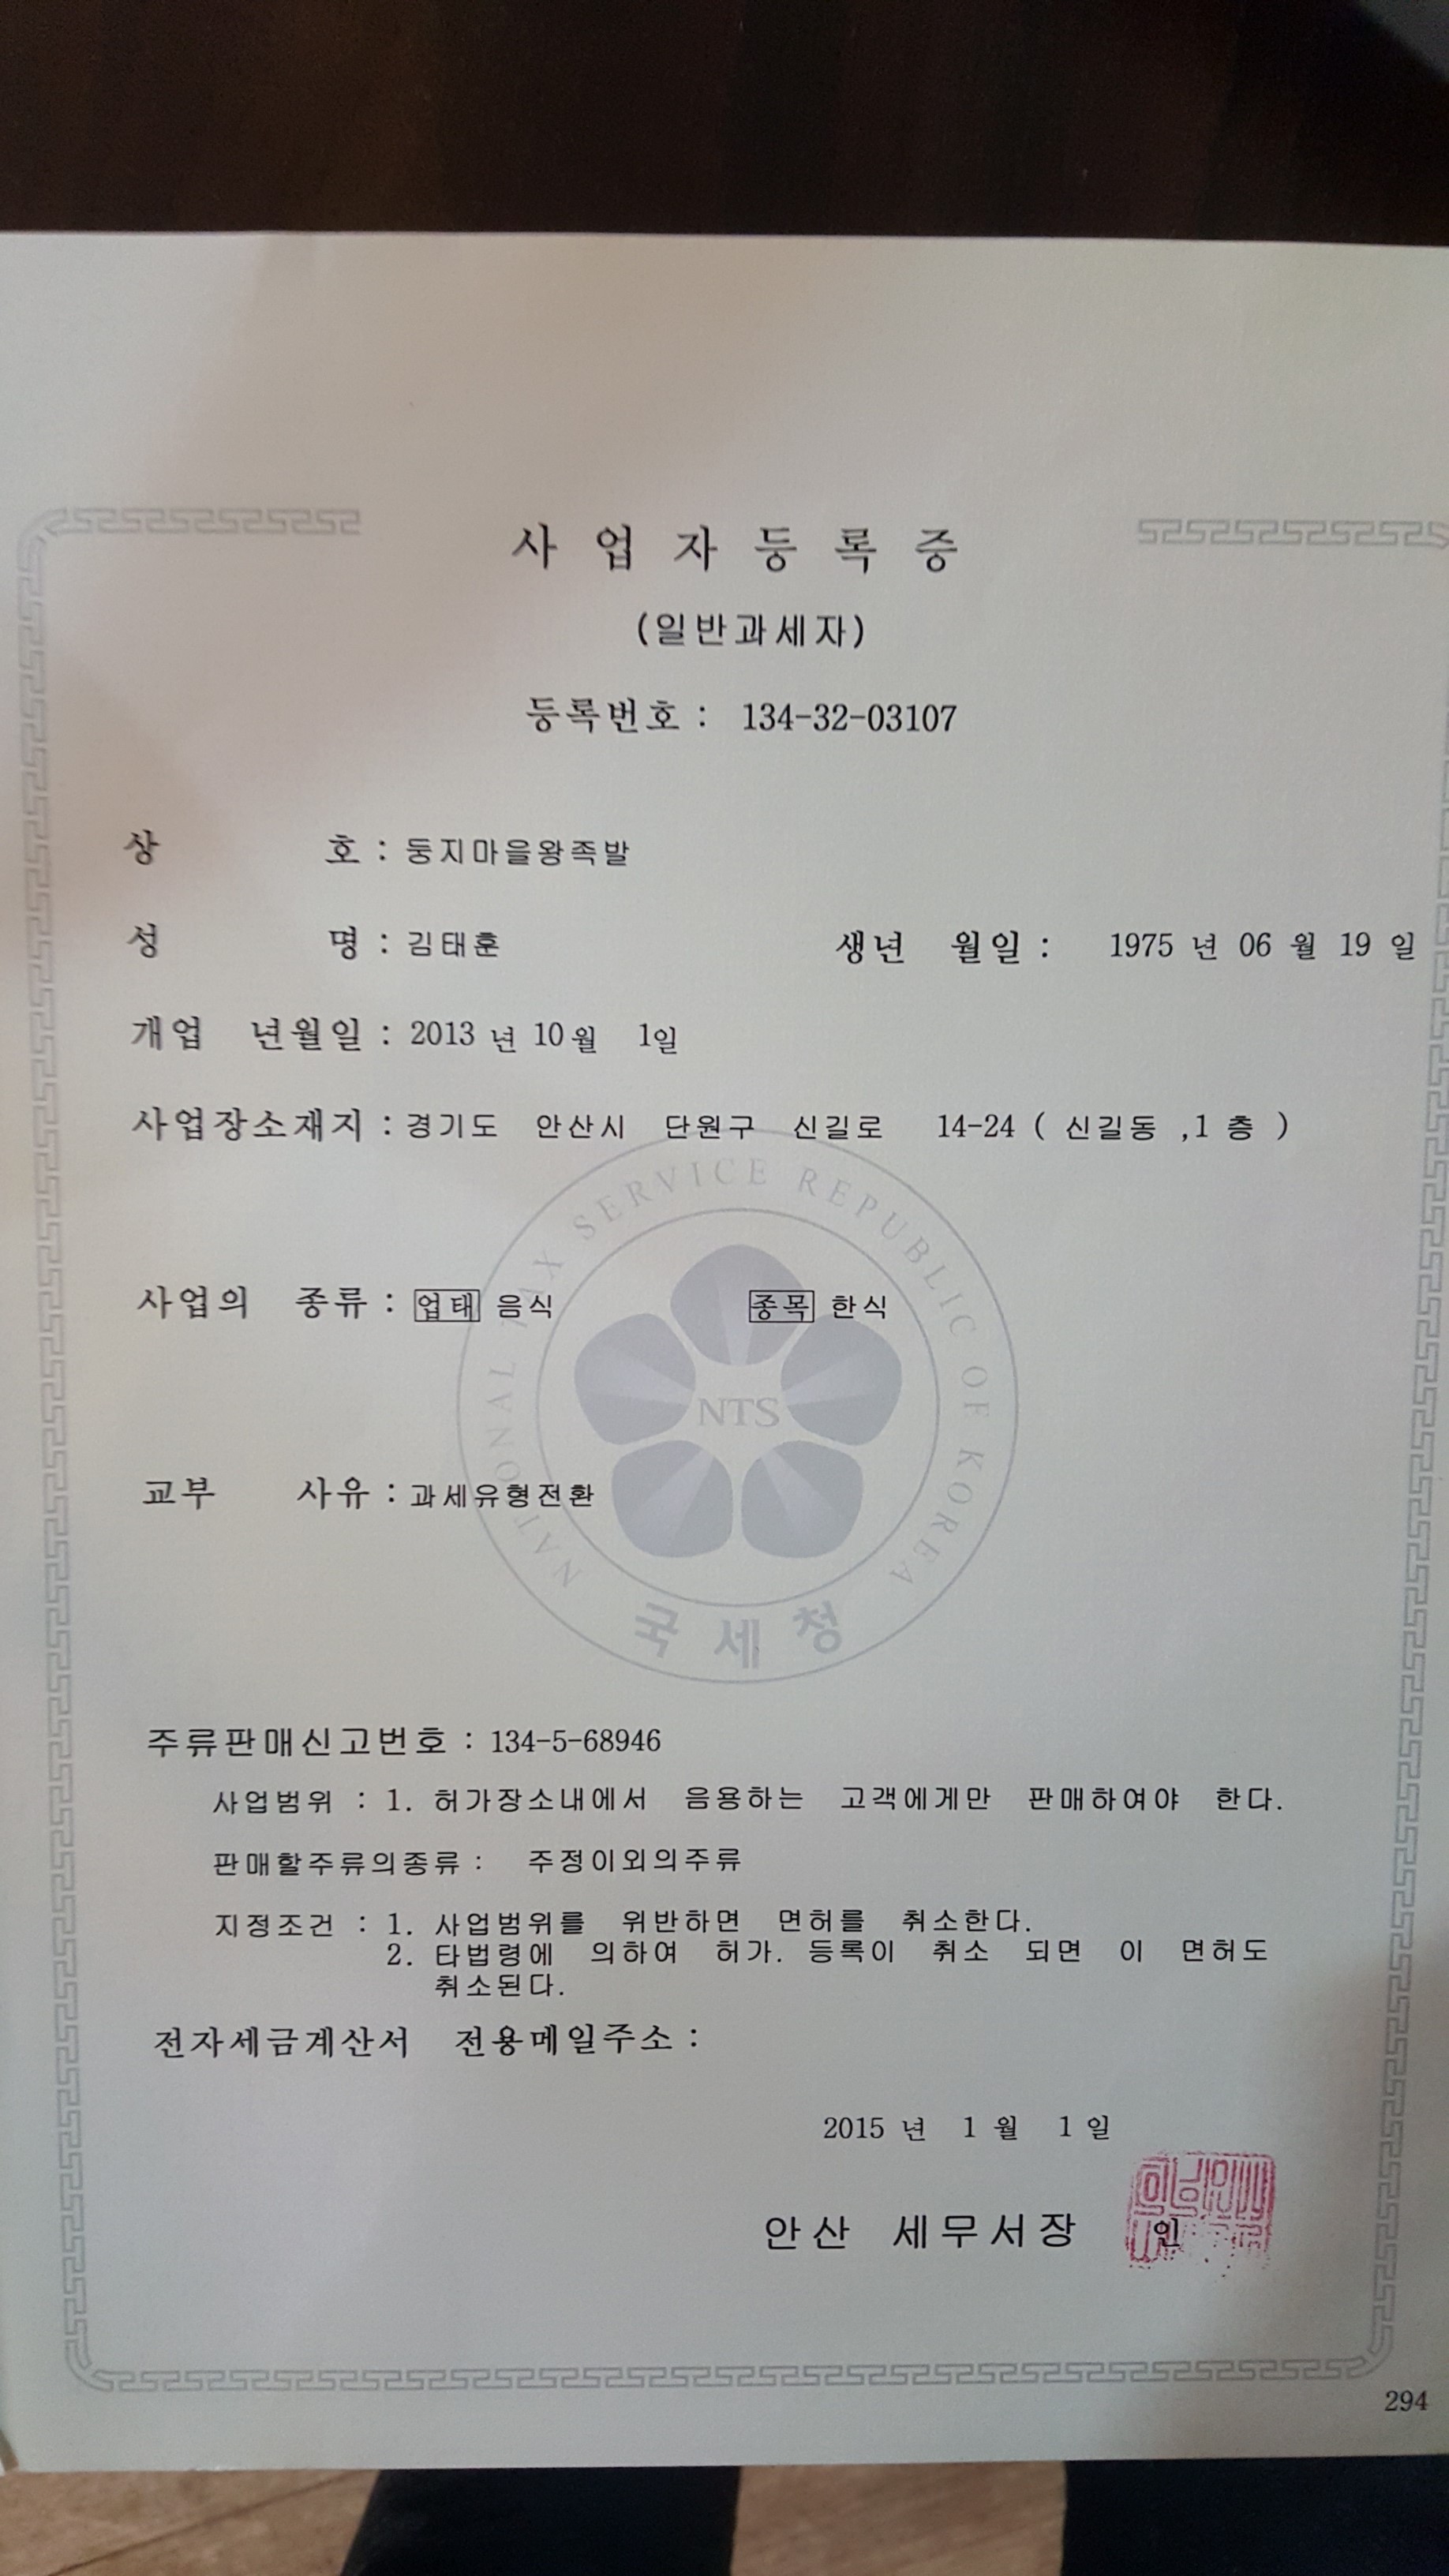 사업자등록증
(일반과세자)
등록번호 : 134-32-03107
상 호 : 둥지마을왕족발
성 명 : 김태훈 생년 월일 : 1975 년 06 월 19 일
개업 년월일 : 2013 년 10 월 1일
사업장소재지 : 경기도 안산시 단원구 신길로 14-24 ( 신길동 ,1 층 )
사업의 종류 : 업태 음식 종목 한식
교부 사유 : 과세유형전환
NATIONAL TAX SERVICE REPUBLIC OF KOREA
NTS
국세청
주류판매신고번호 : 134-5-68946
사업범위 : 1. 허가장소내에서 음용하는 고객에게만 판매하여야 한다.
판매할주류의종류 : 주정이외의주류
지정조건 : 1. 사업범위를 위반하면 면허를 취소한다.
2. 타법령에 의하여 허가. 등록이 취소 되면 이 면허도
취소된다.
전자세금계산서 전용메일주소 :
2015 년 1 월 1 일
안산 세무서장 인
294